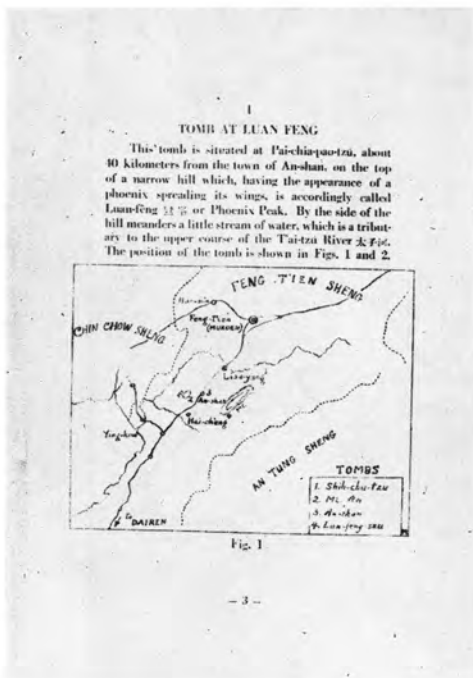 I
TOMB AT LUAN FENG
This tomb is siteated at Pai-chia-pao-tzŭ, about
40 kilometers from the town of An-shan, on the top
of a narrow hill which, having the appearance of a
phoenix spreading its wings, is accordingly called
Luan-fêng or Phoenix Peak. By the side of the
hill meanders a little stream of water, which is a tribut-
ary to the upper course of the T'ai-tzŭ River 太子河.
The position of the tomb is shown in Figs. 1 and 2.
FENG TIEN SHENG
CHIN CHOW SHENG
Feng-Tien
(MUKDEN)
Liaoyang
An-shan
Hai-cheng
Yingkow
AN TUNG SHENG
to DAIREN
TOMBS
1. Shih-chu-tzu
2. M. An
3. An-shan
4. Lua-feng
Fig. 1
– 3 –